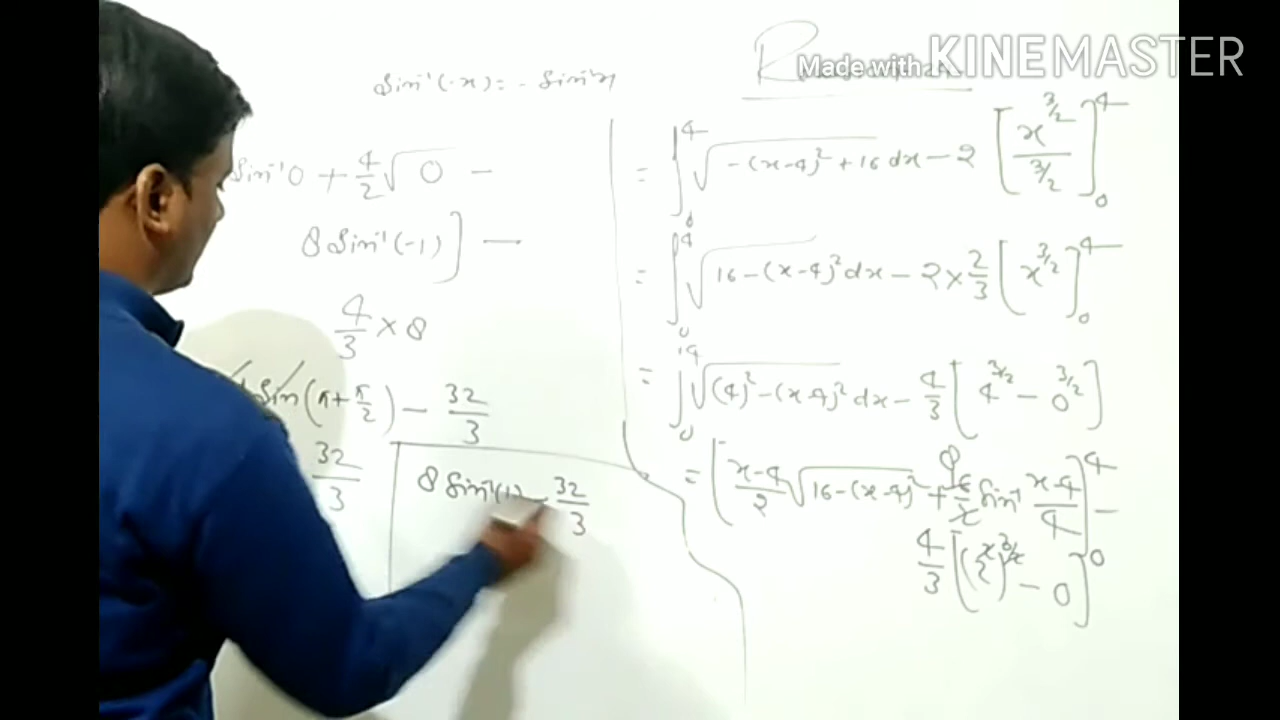 Made with KINEMASTER
sin⁻¹(-x) = - sin⁻¹x
sin⁻¹0 + 4/2 √0 -
8 sin⁻¹(-1)] -
4/3 × 8
sin(π + π/2) - 32/3
32/3
8 sin⁻¹(1) - 32/3
= ∫₀⁴ √(-(x-4)² + 16) dx - 2 [x^(3/2) / (3/2)]₀⁴
= ∫₀⁴ √(16 - (x-4)²) dx - 2 × 2/3 [x^(3/2)]₀⁴
= ∫₀⁴ √((4)² - (x-4)²) dx - 4/3 [4^(3/2) - 0^(3/2)]
= [(x-4)/2 √(16 - (x-4)²) + 8 sin⁻¹ (x-4)/4]₀⁴ -
4/3 [(2)^(2×3/2) - 0]